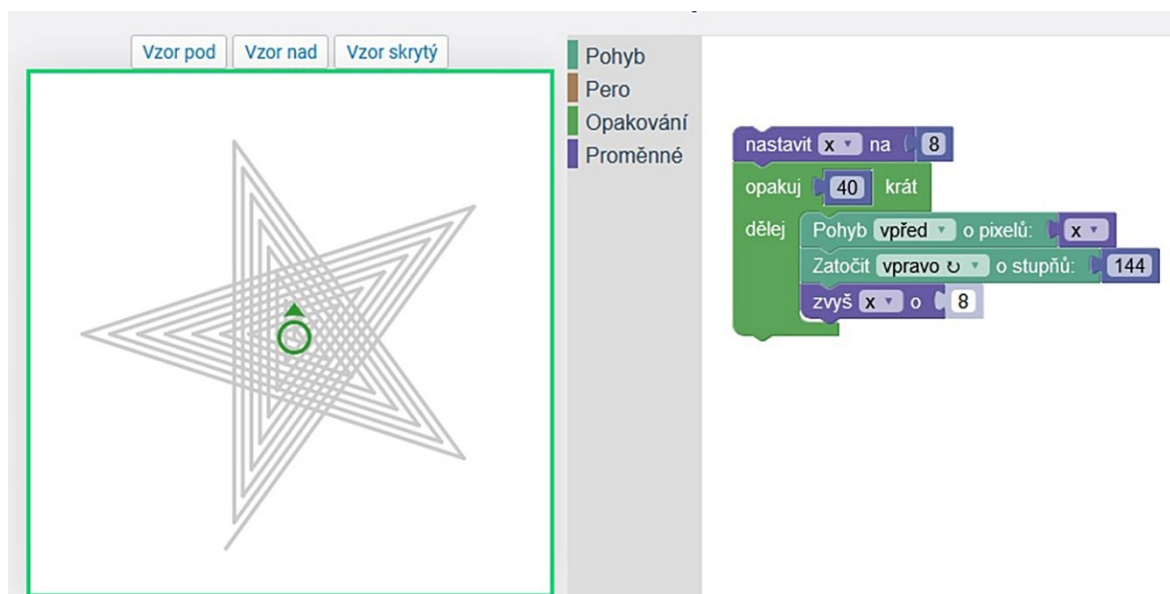 Vzor pod Vzor nad Vzor skrytý
Pohyb
Pero
Opakování
Proměnné
nastavit x na 8
opakuj 40 krát
dělej Pohyb vpřed o pixelů: x
Zatočit vpravo ↻ o stupňů: 144
zvyš x o 8